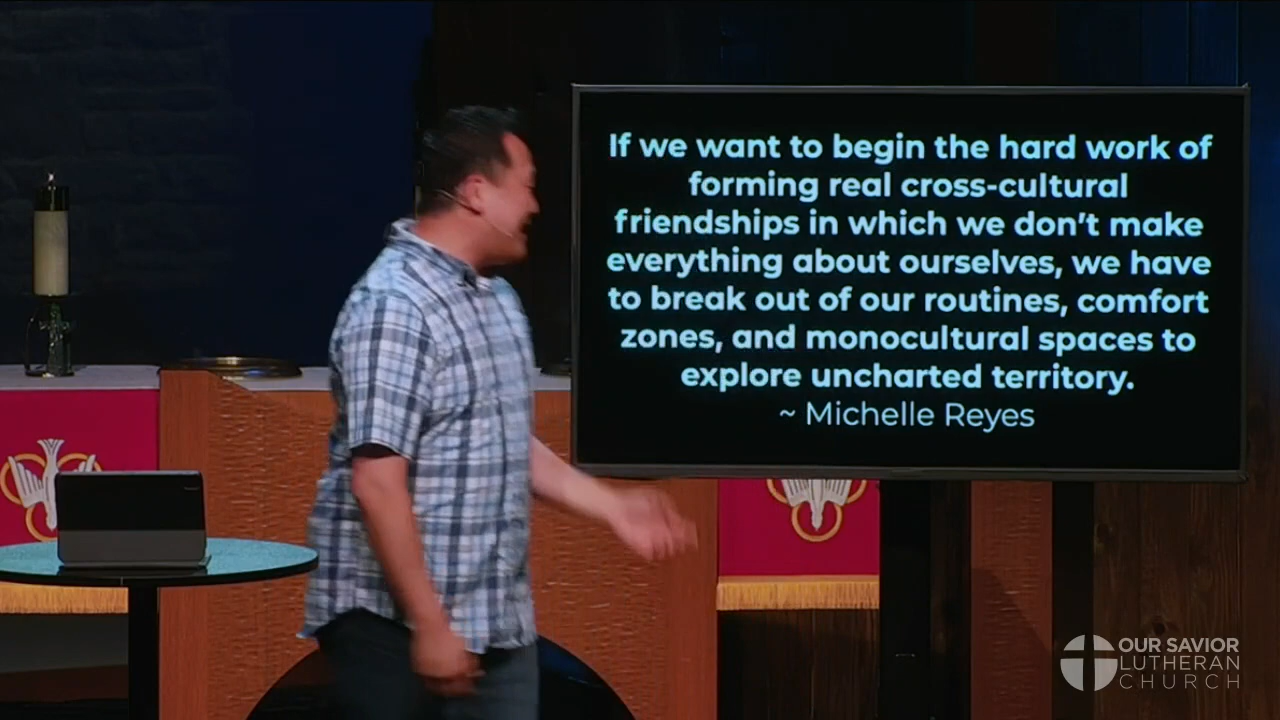 If we want to begin the hard work of
forming real cross-cultural
friendships in which we don't make
everything about ourselves, we have
to break out of our routines, comfort
zones, and monocultural spaces to
explore uncharted territory.
~ Michelle Reyes
OUR SAVIOR
LUTHERAN
CHURCH